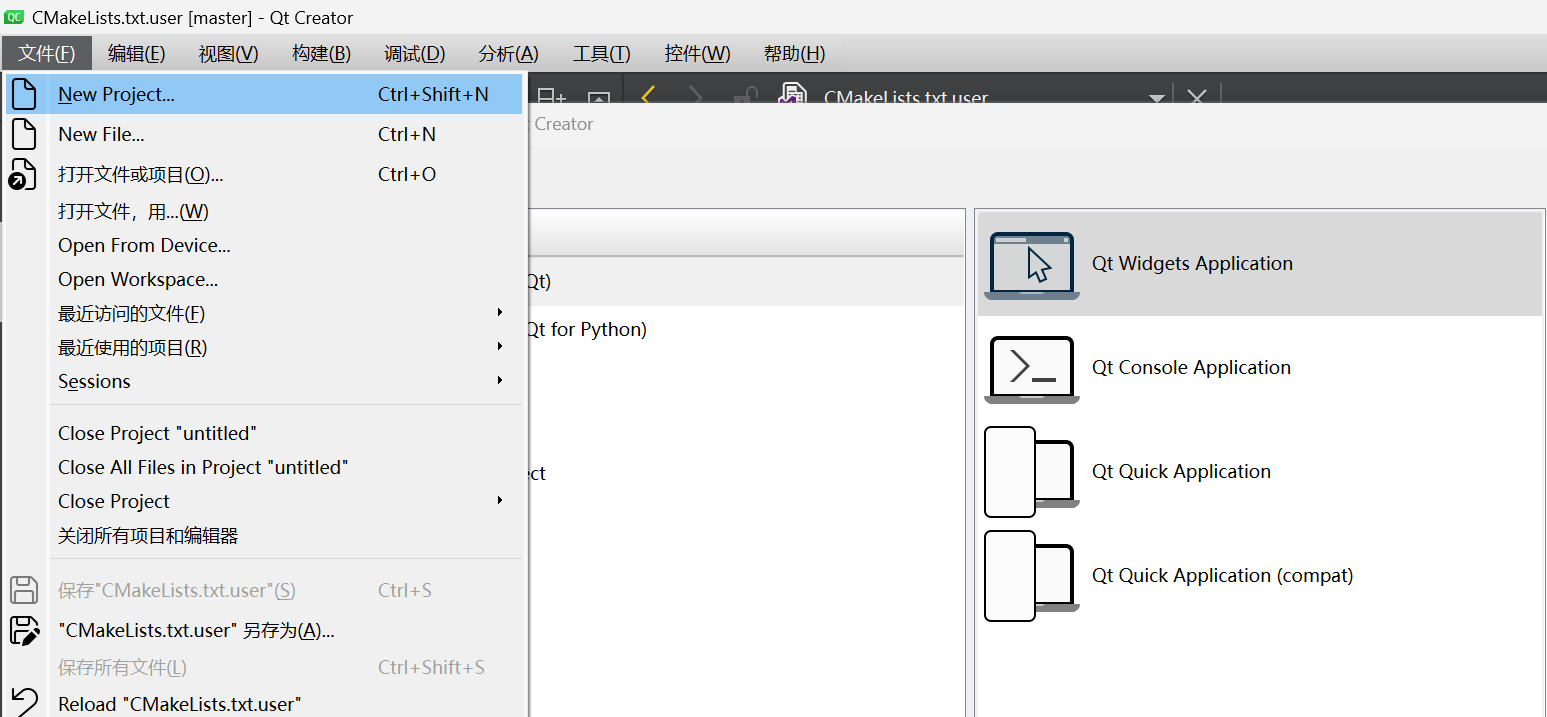 QC CMakeLists.txt.user [master] - Qt Creator
文件(F) 编辑(E) 视图(V) 构建(B) 调试(D) 分析(A) 工具(T) 控件(W) 帮助(H)
New Project... Ctrl+Shift+N
CMakeLists.txt.user
New File... Ctrl+N
Creator
打开文件或项目(O)... Ctrl+O
打开文件，用...(W)
Open From Device...
Open Workspace...
最近访问的文件(F)
最近使用的项目(R)
Sessions
Close Project "untitled"
Close All Files in Project "untitled"
Close Project
关闭所有项目和编辑器
保存"CMakeLists.txt.user"(S) Ctrl+S
"CMakeLists.txt.user" 另存为(A)...
保存所有文件(L) Ctrl+Shift+S
Reload "CMakeLists.txt.user"
Qt)
Qt for Python)
ect
Qt Widgets Application
Qt Console Application
Qt Quick Application
Qt Quick Application (compat)